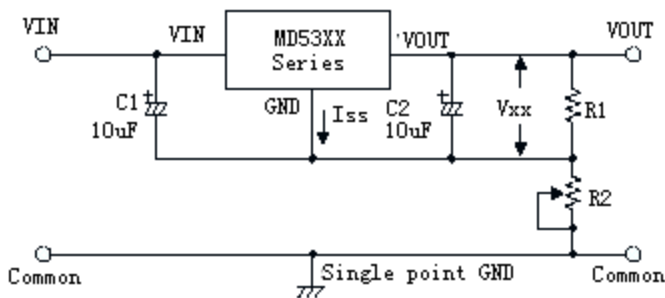 VIN
VIN
MD53XX
Series
VOUT
VOUT
GND
Iss
C1
10uF
C2
10uF
Vxx
R1
R2
Common
Single point GND
Common